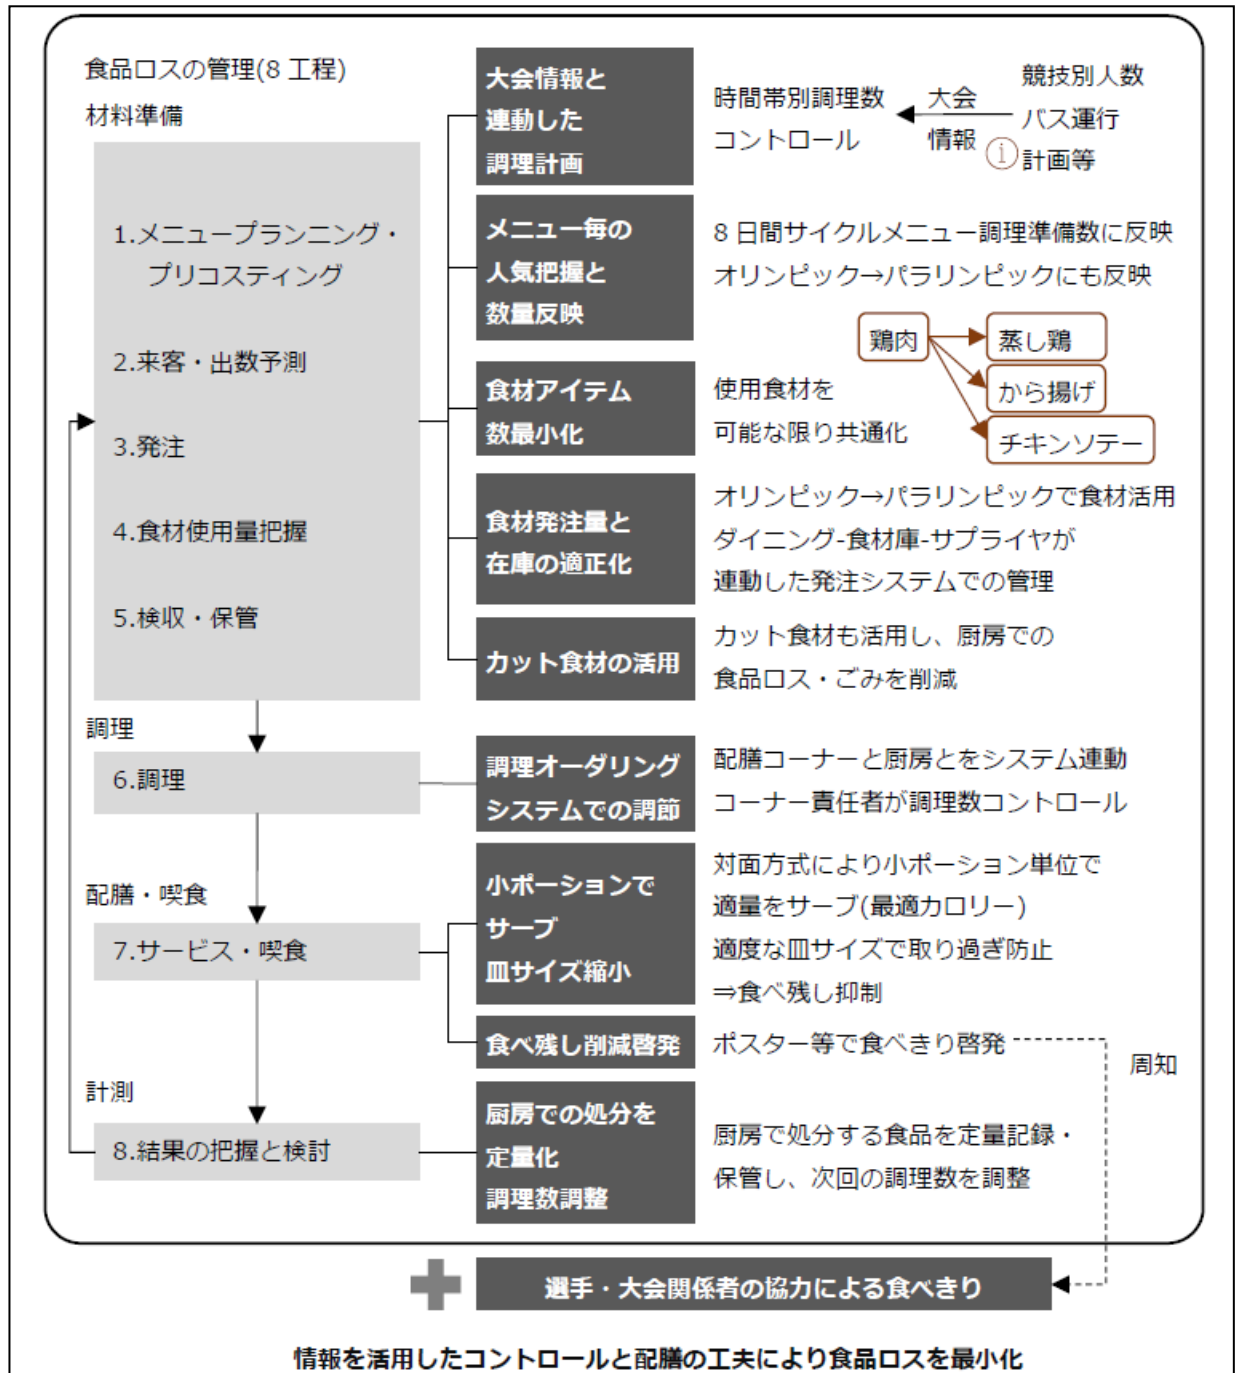 食品ロスの管理(8 工程)
材料準備
1.メニュープランニング・
プリコスティング
2.来客・出数予測
3.発注
4.食材使用量把握
5.検収・保管
大会情報と
連動した
調理計画
時間帯別調理数
コントロール
大会
情報
i
競技別人数
バス運行
計画等
メニュー毎の
人気把握と
数量反映
8 日間サイクルメニュー調理準備数に反映
オリンピック→パラリンピックにも反映
食材アイテム
数最小化
使用食材を
可能な限り共通化
鶏肉
蒸し鶏
から揚げ
チキンソテー
食材発注量と
在庫の適正化
オリンピック→パラリンピックで食材活用
ダイニング-食材庫-サプライヤが
連動した発注システムでの管理
カット食材の活用
カット食材も活用し、厨房での
食品ロス・ごみを削減
調理
6.調理
調理オーダリング
システムでの調節
配膳コーナーと厨房とをシステム連動
コーナー責任者が調理数コントロール
配膳・喫食
7.サービス・喫食
小ポーションで
サーブ
皿サイズ縮小
対面方式により小ポーション単位で
適量をサーブ(最適カロリー)
適度な皿サイズで取り過ぎ防止
⇒食べ残し抑制
食べ残し削減啓発
ポスター等で食べきり啓発
周知
計測
8.結果の把握と検討
厨房での処分を
定量化
調理数調整
厨房で処分する食品を定量記録・
保管し、次回の調理数を調整
選手・大会関係者の協力による食べきり
情報を活用したコントロールと配膳の工夫により食品ロスを最小化